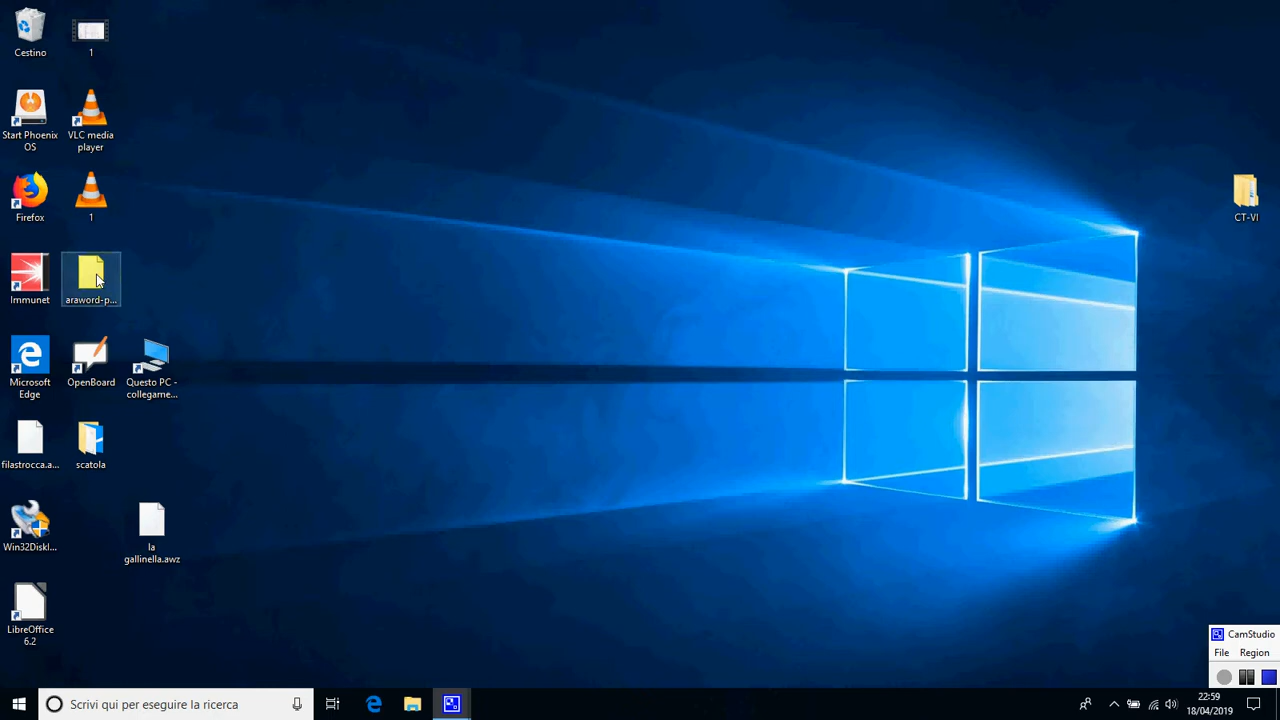 Cestino
1
Start Phoenix
OS
VLC media
player
Firefox
1
CT-VI
Immunet
araword-p...
Microsoft
Edge
OpenBoard
Questo PC -
collegame...
filastrocca.a...
scatola
Win32DiskI...
la
gallinella.awz
LibreOffice
6.2
CamStudio
File Region
Scrivi qui per eseguire la ricerca
22:59
18/04/2019